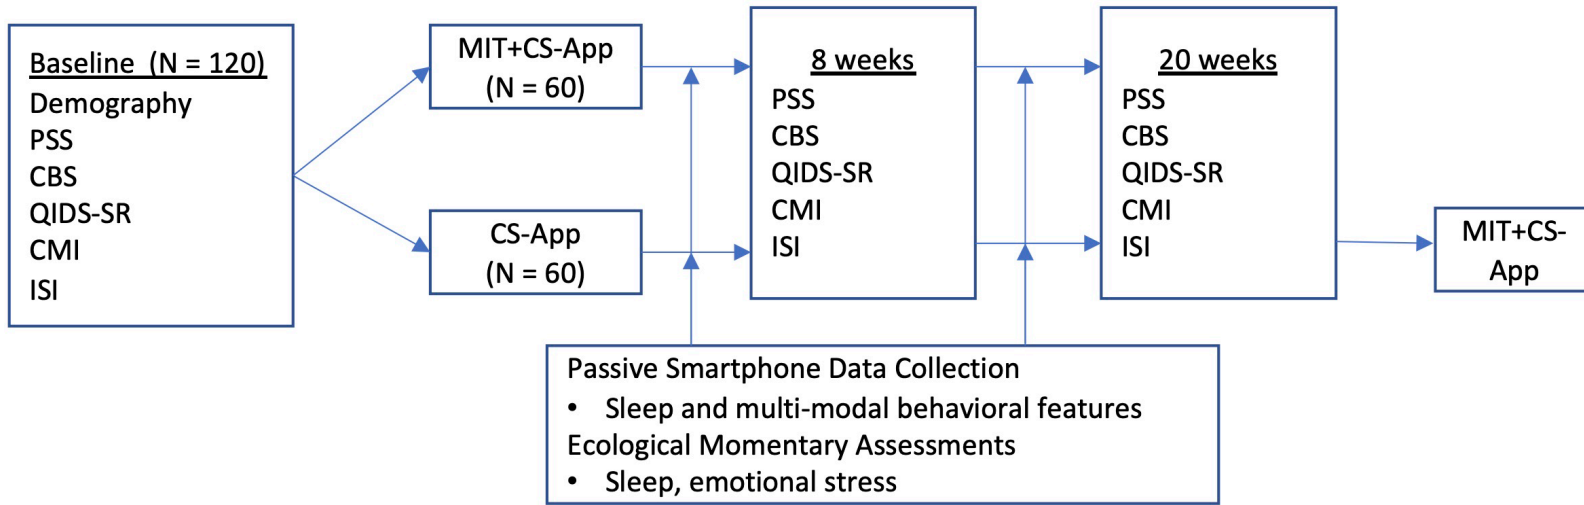 Baseline (N = 120)
Demography
PSS
CBS
QIDS-SR
CMI
ISI
MIT+CS-App
(N = 60)
CS-App
(N = 60)
8 weeks
PSS
CBS
QIDS-SR
CMI
ISI
20 weeks
PSS
CBS
QIDS-SR
CMI
ISI
MIT+CS-
App
Passive Smartphone Data Collection
• Sleep and multi-modal behavioral features
Ecological Momentary Assessments
• Sleep, emotional stress